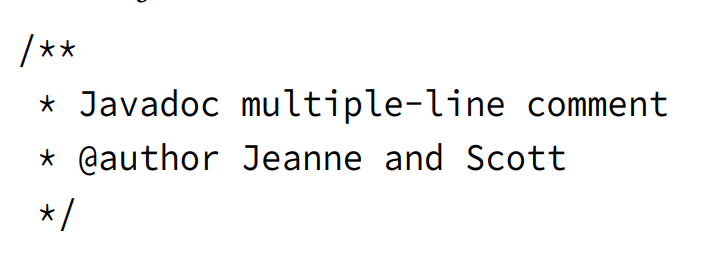 /**
 * Javadoc multiple-line comment
 * @author Jeanne and Scott
 */